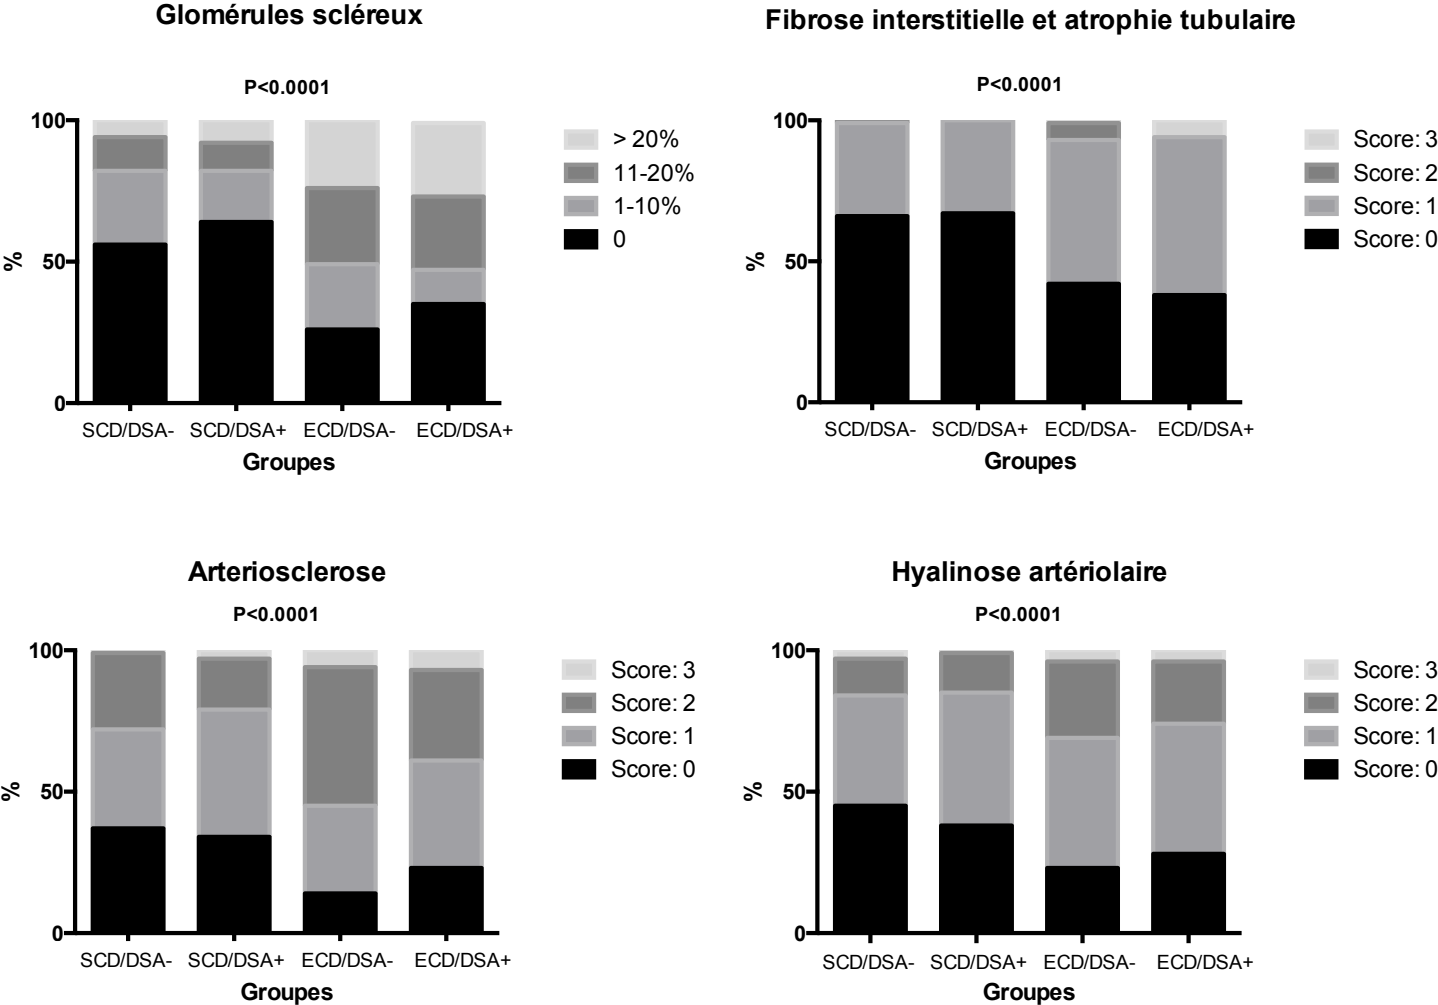 Glomérules scléreux
P<0.0001
100
50
0
%
SCD/DSA- SCD/DSA+ ECD/DSA- ECD/DSA+
Groupes
> 20%
11-20%
1-10%
0
Fibrose interstitielle et atrophie tubulaire
P<0.0001
100
50
0
%
SCD/DSA- SCD/DSA+ ECD/DSA- ECD/DSA+
Groupes
Score: 3
Score: 2
Score: 1
Score: 0
Arteriosclerose
P<0.0001
100
50
0
%
SCD/DSA- SCD/DSA+ ECD/DSA- ECD/DSA+
Groupes
Score: 3
Score: 2
Score: 1
Score: 0
Hyalinose artériolaire
P<0.0001
100
50
0
%
SCD/DSA- SCD/DSA+ ECD/DSA- ECD/DSA+
Groupes
Score: 3
Score: 2
Score: 1
Score: 0